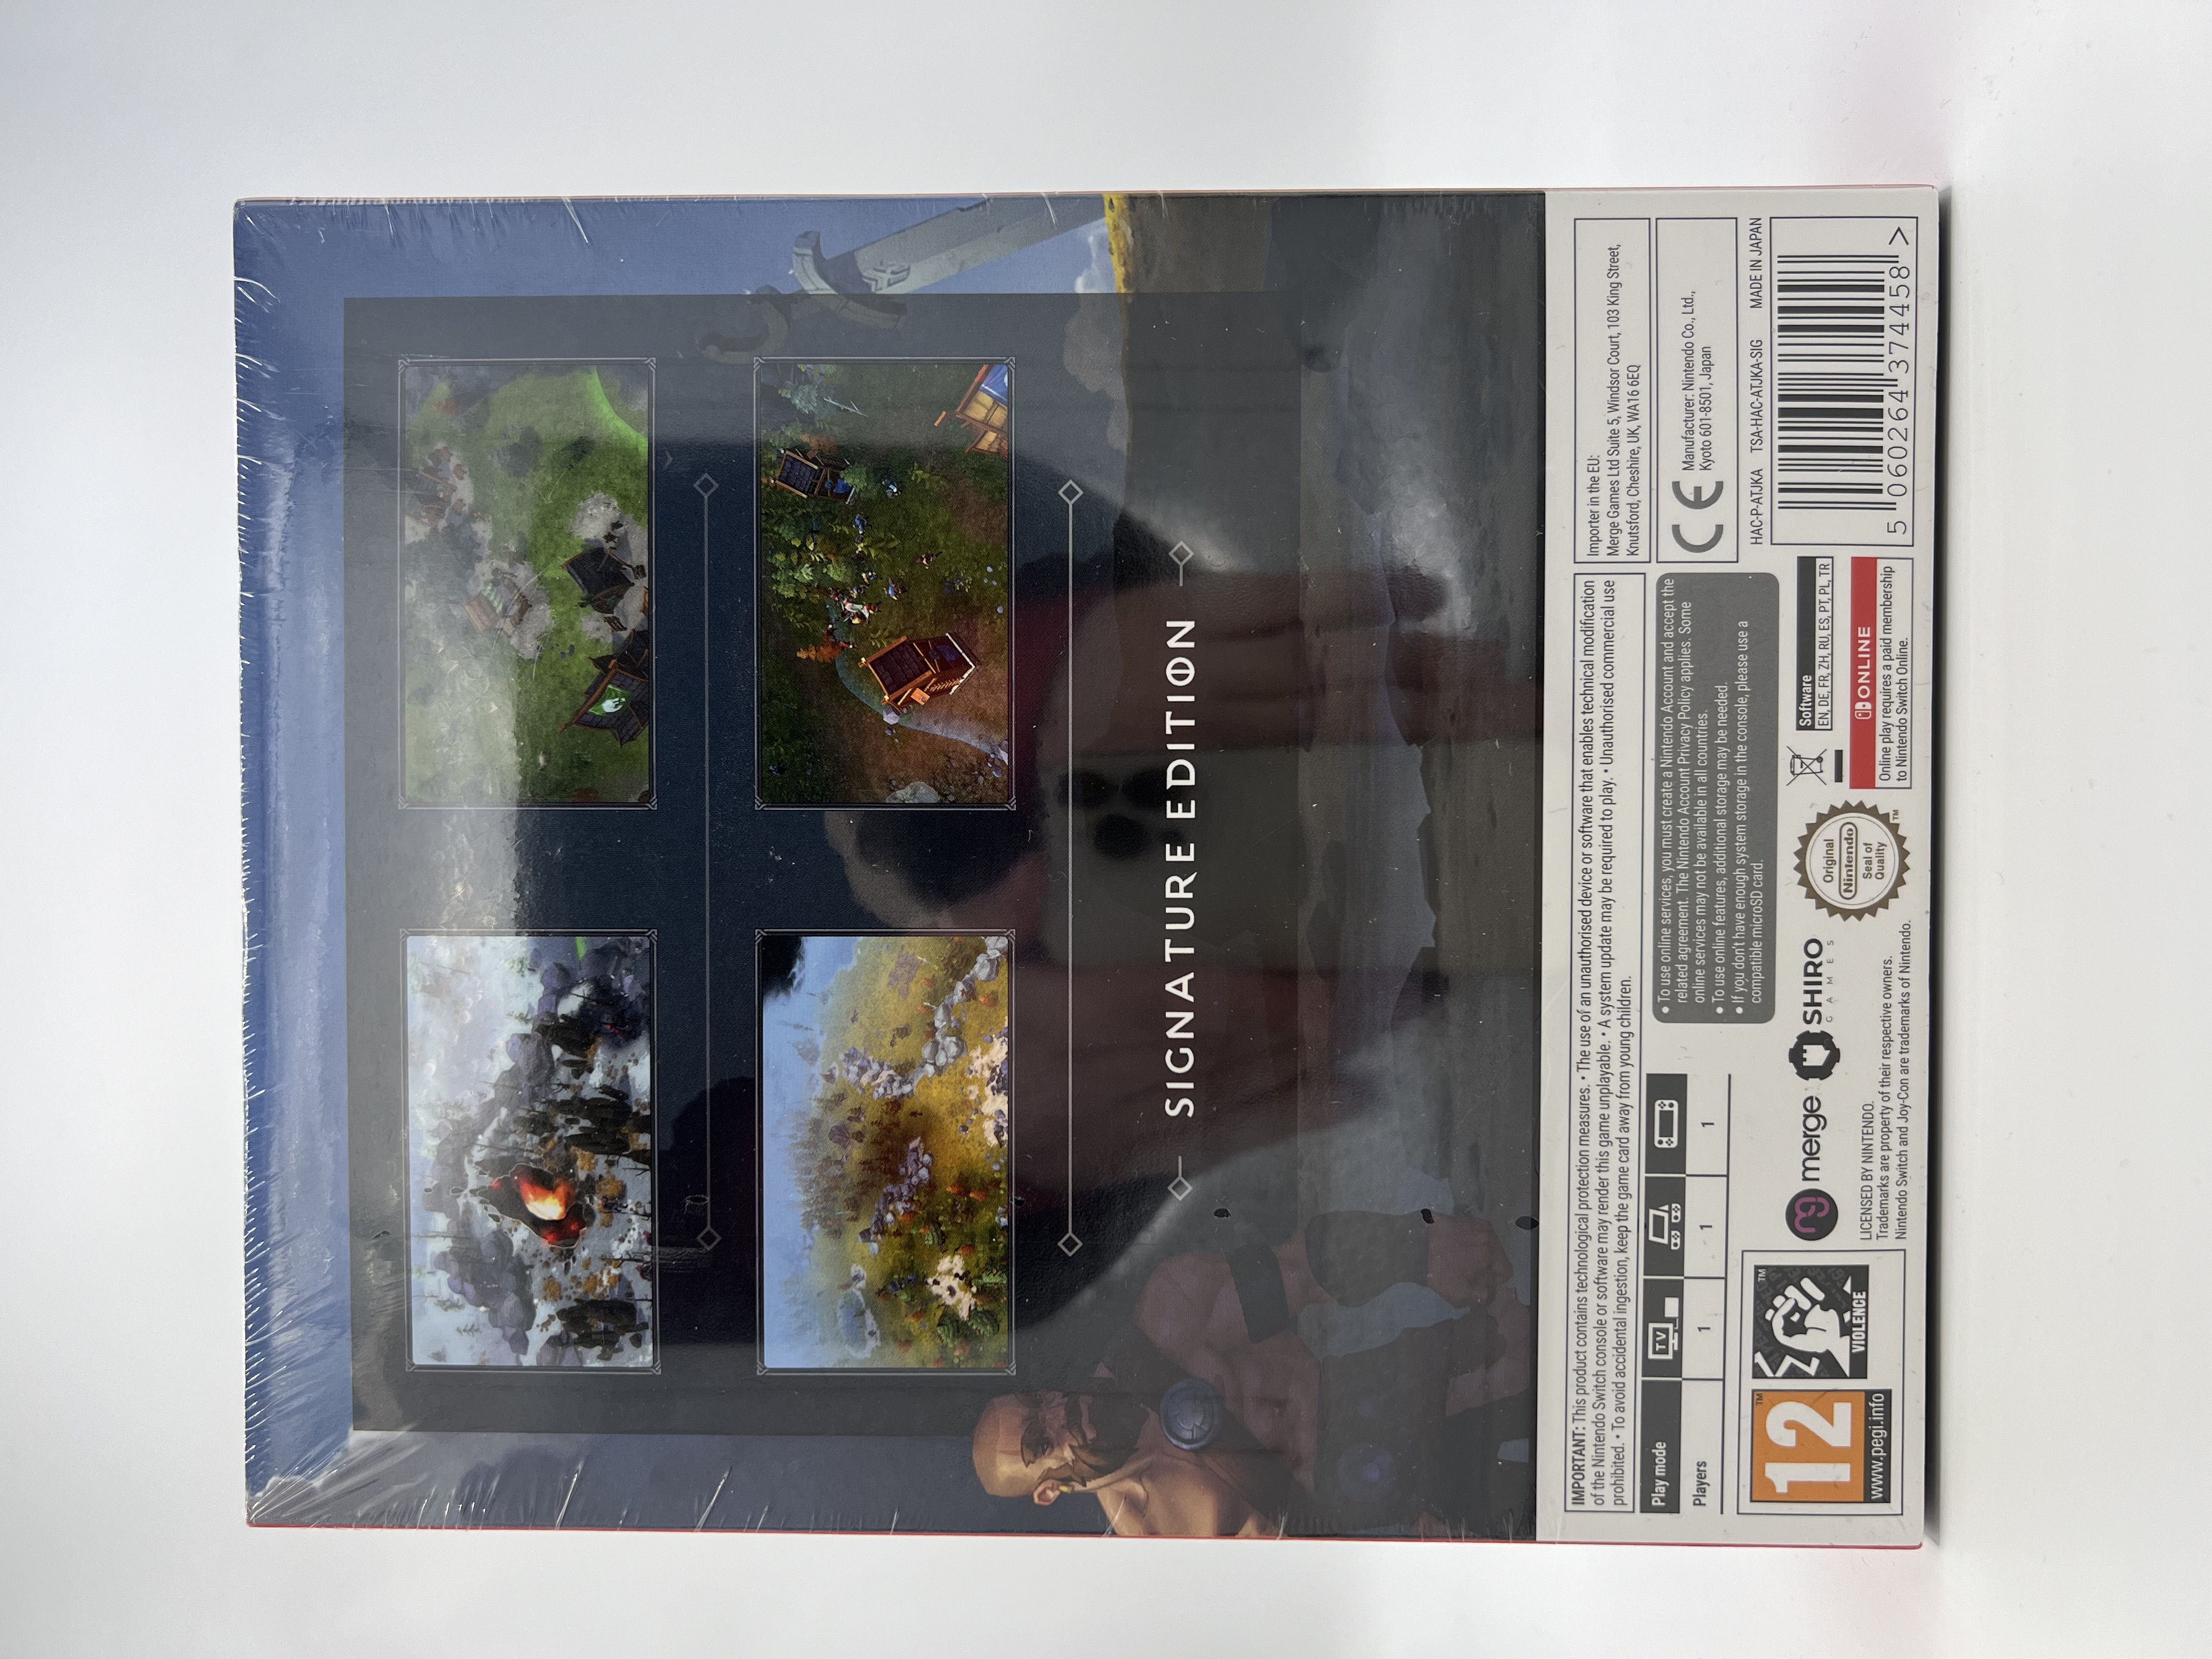 SIGNATURE EDITION
IMPORTANT: This product contains technological protection measures. • The use of an unauthorised device or software that enables technical modification
of the Nintendo Switch console or software may render this game unplayable. • A system update may be required to play. • Unauthorised commercial use
prohibited. • To avoid accidental ingestion, keep the game card away from young children.
Importer in the EU:
Merge Games Ltd Suite 5, Windsor Court, 103 King Street,
Knutsford, Cheshire, UK, WA16 6EQ
Play mode
TV
Players
1
1
1
• To use online services, you must create a Nintendo Account and accept the
related agreement. The Nintendo Account Privacy Policy applies. Some
online services may not be available in all countries.
• To use online features, additional storage may be needed.
• If you don't have enough system storage in the console, please use a
compatible microSD card.
CE
Manufacturer: Nintendo Co., Ltd.,
Kyoto 601-8501, Japan
HAC-P-ATJKA TSA-HAC-ATJKA-SIG MADE IN JAPAN
12
TM
www.pegi.info
TM
VIOLENCE
merge
SHIRO
GAMES
LICENSED BY NINTENDO.
Trademarks are property of their respective owners.
Nintendo Switch and Joy-Con are trademarks of Nintendo.
Original
Nintendo
Seal of
Quality
TM
Software
EN, DE, FR, ZH, RU, ES, PT, PL, TR
ONLINE
Online play requires a paid membership
to Nintendo Switch Online.
5 060264 374458 >